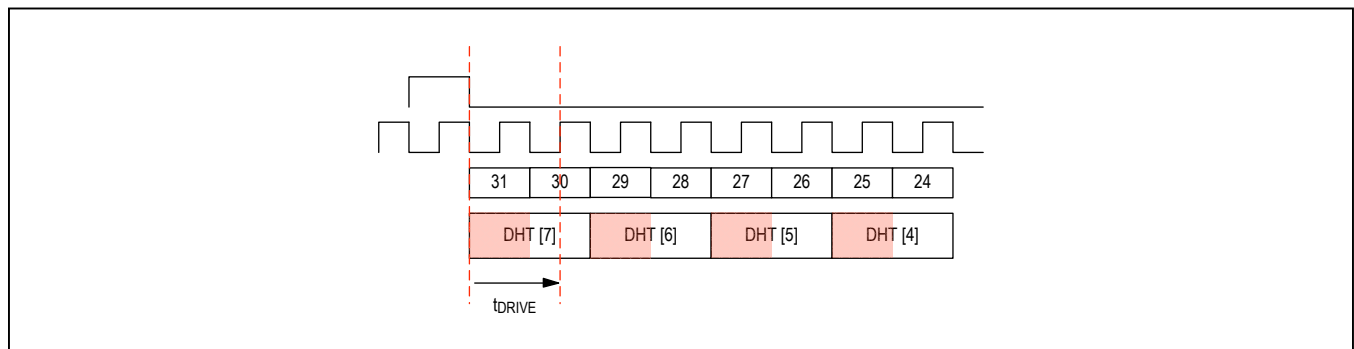 31 30 29 28 27 26 25 24
DHT [7] DHT [6] DHT [5] DHT [4]
tDRIVE